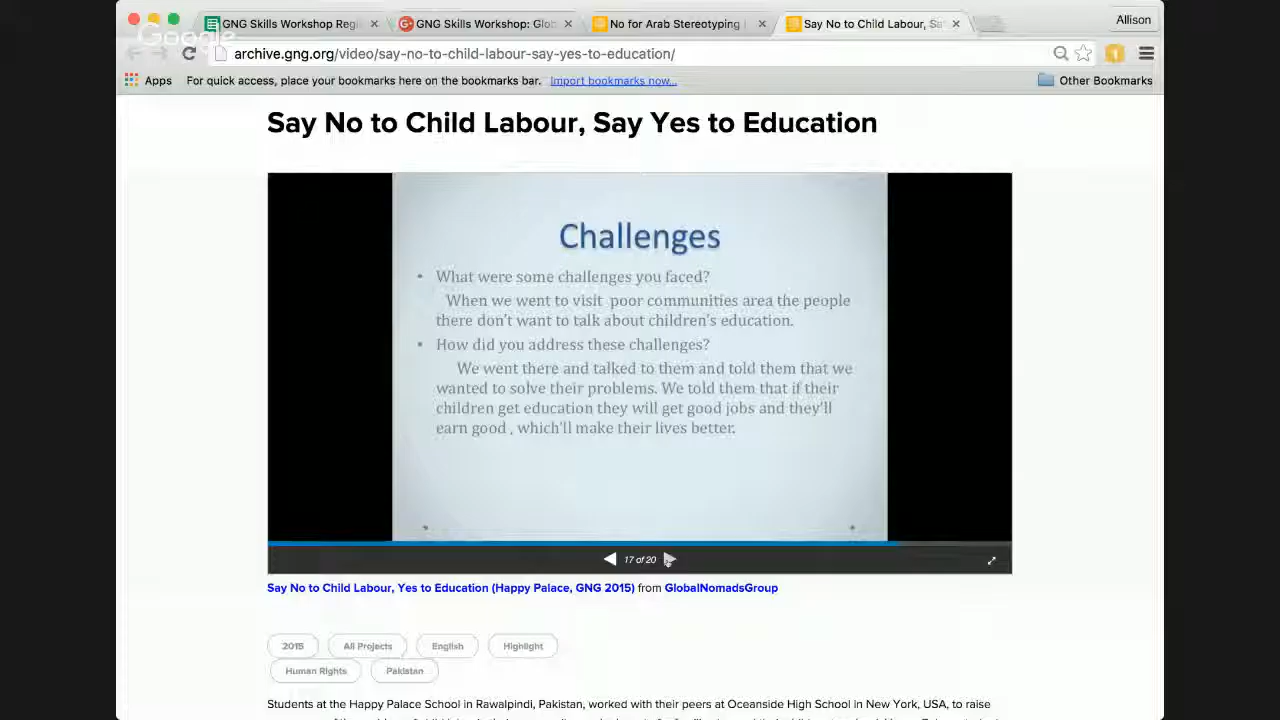 GNG Skills Workshop Regi
GNG Skills Workshop: Glob
No for Arab Stereotyping |
Say No to Child Labour, Sa
Allison
Google
archive.gng.org/video/say-no-to-child-labour-say-yes-to-education/
Apps
For quick access, place your bookmarks here on the bookmarks bar.
Import bookmarks now...
Other Bookmarks
Say No to Child Labour, Say Yes to Education
Challenges
• What were some challenges you faced?
When we went to visit poor communities area the people
there don't want to talk about children's education.
• How did you address these challenges?
We went there and talked to them and told them that we
wanted to solve their problems. We told them that if their
children get education they will get good jobs and they'll
earn good , which'll make their lives better.
17 of 20
Say No to Child Labour, Yes to Education (Happy Palace, GNG 2015) from GlobalNomadsGroup
2015
All Projects
English
Highlight
Human Rights
Pakistan
Students at the Happy Palace School in Rawalpindi, Pakistan, worked with their peers at Oceanside High School in New York, USA, to raise